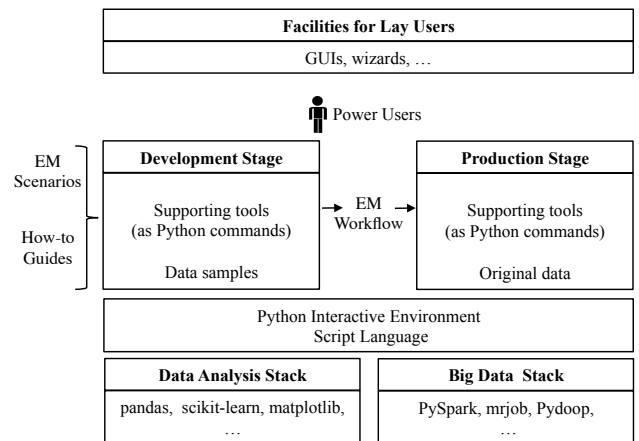 Facilities for Lay Users
GUIs, wizards, …
Power Users
EM
Scenarios
How-to
Guides
Development Stage
Supporting tools
(as Python commands)
Data samples
EM
Workflow
Production Stage
Supporting tools
(as Python commands)
Original data
Python Interactive Environment
Script Language
Data Analysis Stack
pandas, scikit-learn, matplotlib,
…
Big Data Stack
PySpark, mrjob, Pydoop,
…